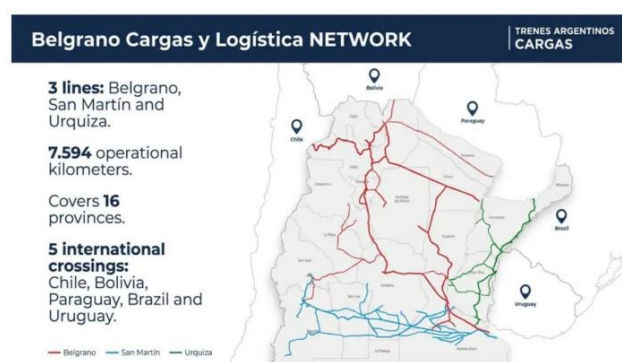 Belgrano Cargas y Logística NETWORK
TRENES ARGENTINOS
CARGAS
3 lines: Belgrano,
San Martín and
Urquiza.
7.594 operational
kilometers.
Covers 16
provinces.
5 international
crossings:
Chile, Bolivia,
Paraguay, Brazil and
Uruguay.
Belgrano San Martín Urquiza
Bolivia
Paraguay
Chile
Brazil
Uruguay